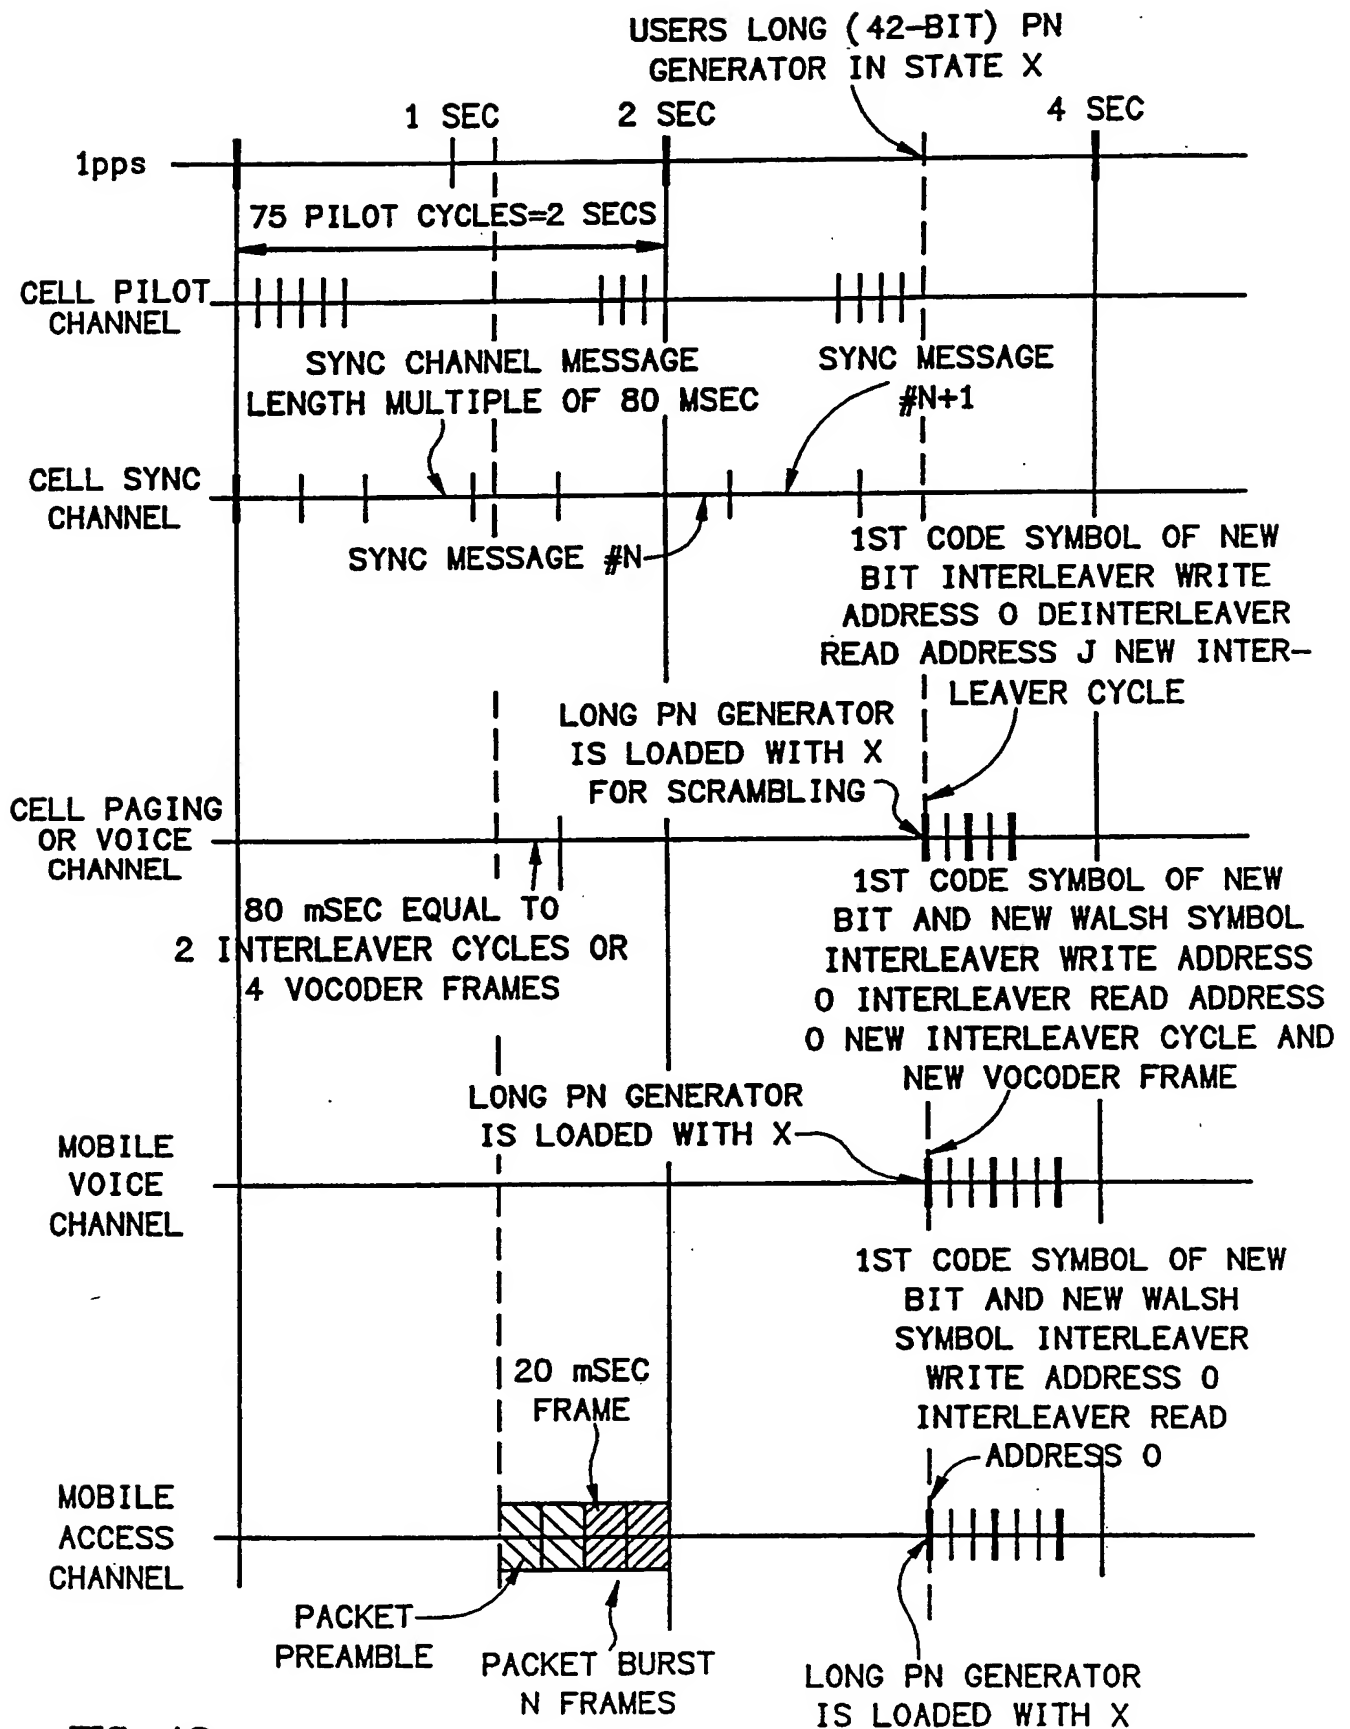 USERS LONG (42-BIT) PN
GENERATOR IN STATE X
1 SEC
2 SEC
4 SEC
1pps
75 PILOT CYCLES=2 SECS
CELL PILOT
CHANNEL
SYNC CHANNEL MESSAGE
LENGTH MULTIPLE OF 80 MSEC
SYNC MESSAGE
#N+1
CELL SYNC
CHANNEL
SYNC MESSAGE #N
1ST CODE SYMBOL OF NEW
BIT INTERLEAVER WRITE
ADDRESS 0 DEINTERLEAVER
READ ADDRESS J NEW INTER-
LEAVER CYCLE
LONG PN GENERATOR
IS LOADED WITH X
FOR SCRAMBLING
CELL PAGING
OR VOICE
CHANNEL
80 mSEC EQUAL TO
2 INTERLEAVER CYCLES OR
4 VOCODER FRAMES
1ST CODE SYMBOL OF NEW
BIT AND NEW WALSH SYMBOL
INTERLEAVER WRITE ADDRESS
0 INTERLEAVER READ ADDRESS
0 NEW INTERLEAVER CYCLE AND
NEW VOCODER FRAME
LONG PN GENERATOR
IS LOADED WITH X
MOBILE
VOICE
CHANNEL
1ST CODE SYMBOL OF NEW
BIT AND NEW WALSH
SYMBOL INTERLEAVER
WRITE ADDRESS 0
INTERLEAVER READ
ADDRESS 0
20 mSEC
FRAME
MOBILE
ACCESS
CHANNEL
PACKET
PREAMBLE
PACKET BURST
N FRAMES
LONG PN GENERATOR
IS LOADED WITH X